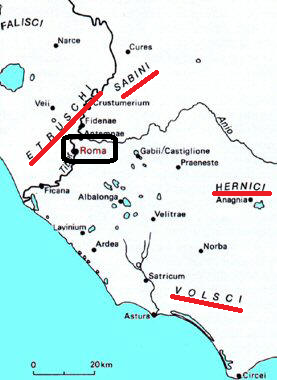 FALISCI
Narce
Cures
SABINI
ETRUSCHI
Veii
Crustumerium
Fidenae
Antemnae
Anio
Roma
Gabii/Castiglione
Praeneste
HERNICI
Anagnia
Ficana
Albalonga
Velitrae
Lavinium
Ardea
Norba
Satricum
VOLSCI
Astura
Circei
0
20 km